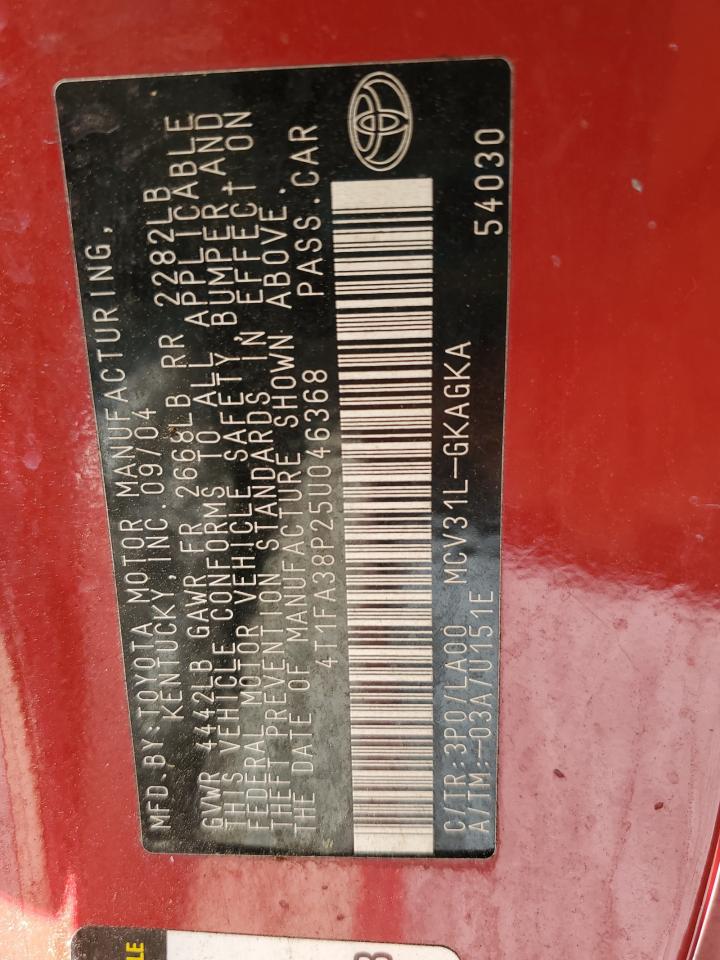 MFD.BY:TOYOTA MOTOR MANUFACTURING,
KENTUCKY, INC.09/04
GVWR 4442LB GAWR FR 2668LB RR 2282LB
THIS VEHICLE CONFORMS TO ALL APPLICABLE
FEDERAL MOTOR VEHICLE SAFETY, BUMPER AND
THEFT PREVENTION STANDARDS IN EFFECT ON
THE DATE OF MANUFACTURE SHOWN ABOVE.
4T1FA38P25U046368 PASS.CAR
C/TR:3P0/LA00 MCV31L-GKAGKA
A/TM:-03A/U151E 54030